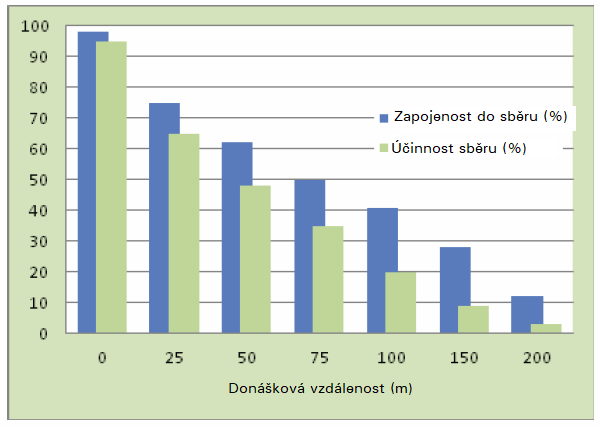 100
90
80
70
60
50
40
30
20
10
0
Zapojenost do sběru (%)
Účinnost sběru (%)
0 25 50 75 100 150 200
Donášková vzdálenost (m)